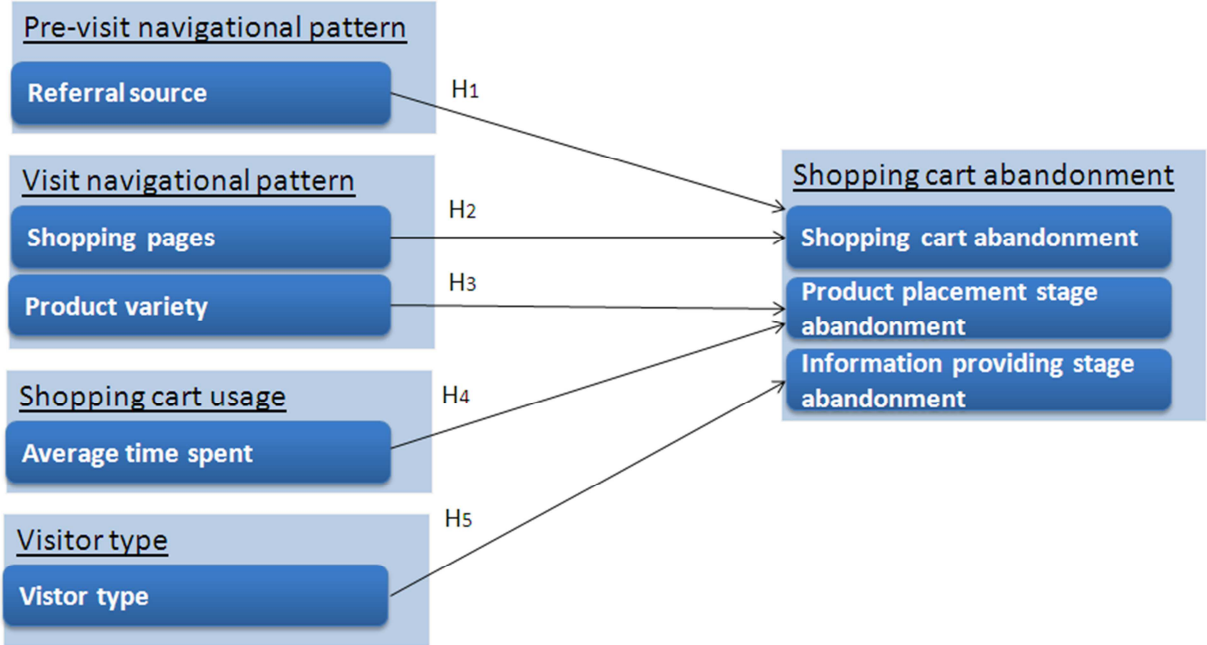 Pre-visit navigational pattern
Referral source
H1
Visit navigational pattern
Shopping pages
H2
Product variety
H3
Shopping cart usage
Average time spent
H4
Visitor type
Vistor type
H5
Shopping cart abandonment
Shopping cart abandonment
Product placement stage
abandonment
Information providing stage
abandonment